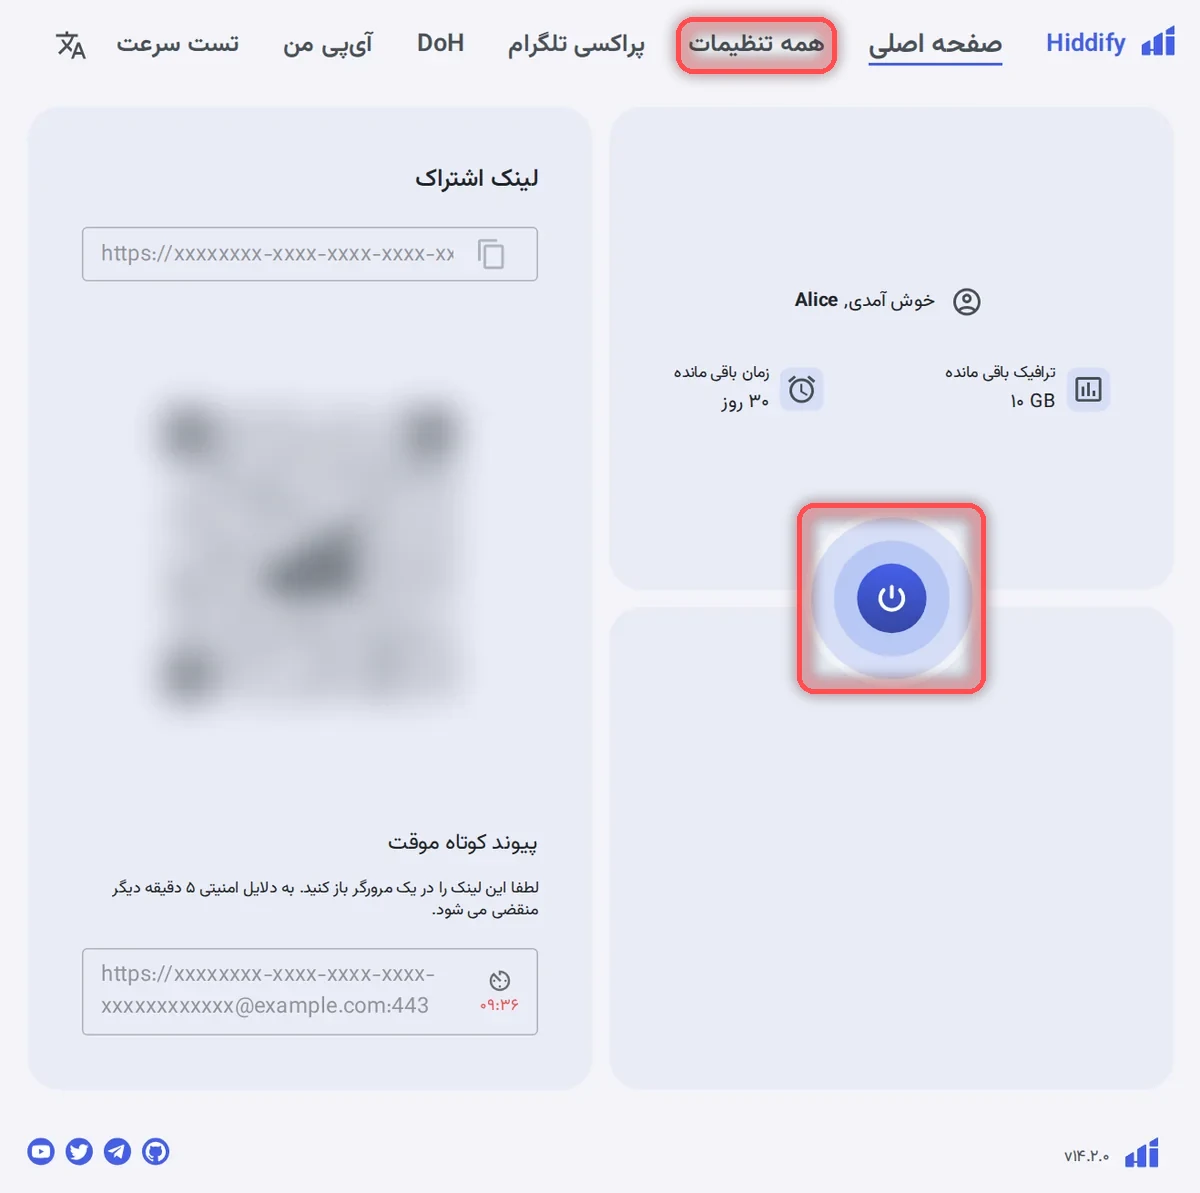 Hiddify
صفحه اصلی
همه تنظیمات
پراکسی تلگرام
DoH
آی‌پی من
تست سرعت
خوش آمدی, Alice
ترافیک باقی مانده
۱۰ GB
زمان باقی مانده
۳۰ روز
لینک اشتراک
https://xxxxxxxx-xxxx-xxxx-xxxx-xx
پیوند کوتاه موقت
لطفا این لینک را در یک مرورگر باز کنید. به دلایل امنیتی ۵ دقیقه دیگر
منقضی می شود.
https://xxxxxxxx-xxxx-xxxx-xxxx-
xxxxxxxxxxxx@example.com:443
۰۹:۳۶
v۱۴.۲.۰